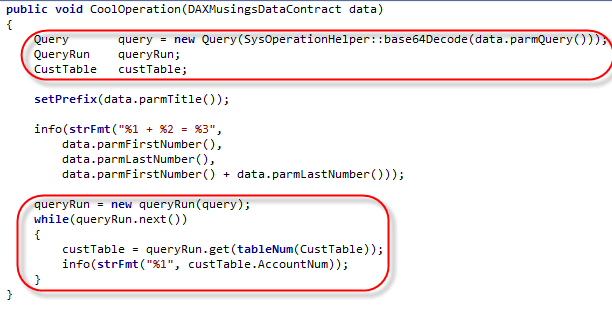 public void CoolOperation(DAXMusingsDataContract data)
{
    Query       query = new Query(SysOperationHelper::base64Decode(data.parmQuery()));
    QueryRun    queryRun;
    CustTable   custTable;

    setPrefix(data.parmTitle());

    info(strFmt("%1 + %2 = %3",
        data.parmFirstNumber(),
        data.parmLastNumber(),
        data.parmFirstNumber() + data.parmLastNumber()));

    queryRun = new queryRun(query);
    while(queryRun.next())
    {
        custTable = queryRun.get(tableNum(CustTable));
        info(strFmt("%1", custTable.AccountNum));
    }
}